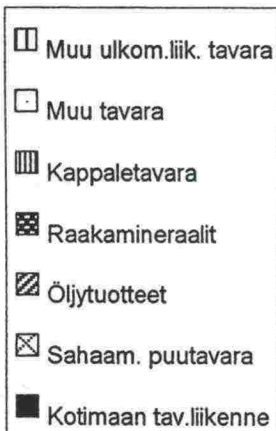 Muu ulkom.liik. tavara
Muu tavara
Kappaletavara
Raakamineraalit
Öljytuotteet
Sahaam. puutavara
Kotimaan tav.liikenne